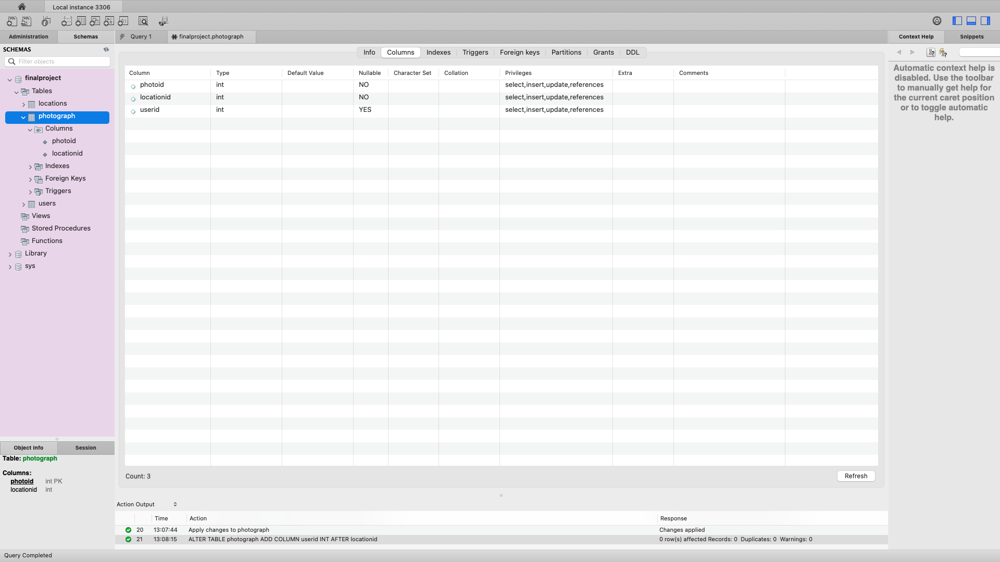 Local instance 3306
Administration
Schemas
Query 1
finalproject.photograph
Context Help
Snippets
SCHEMAS
Filter objects
finalproject
Tables
locations
photograph
Columns
photoid
locationid
Indexes
Foreign Keys
Triggers
users
Views
Stored Procedures
Functions
Library
sys
Info Columns Indexes Triggers Foreign keys Partitions Grants DDL
Column Type Default Value Nullable Character Set Collation Privileges Extra Comments
photoid int NO select,insert,update,references
locationid int NO select,insert,update,references
userid int YES select,insert,update,references
Count: 3
Refresh
Automatic context help is
disabled. Use the toolbar
to manually get help for
the current caret position
or to toggle automatic
help.
Object Info Session
Table: photograph
Columns:
photoid int PK
locationid int
Action Output
Time Action Response
20 13:07:44 Apply changes to photograph Changes applied
21 13:08:15 ALTER TABLE photograph ADD COLUMN userid INT AFTER locationid 0 row(s) affected Records: 0 Duplicates: 0 Warnings: 0
Query Completed